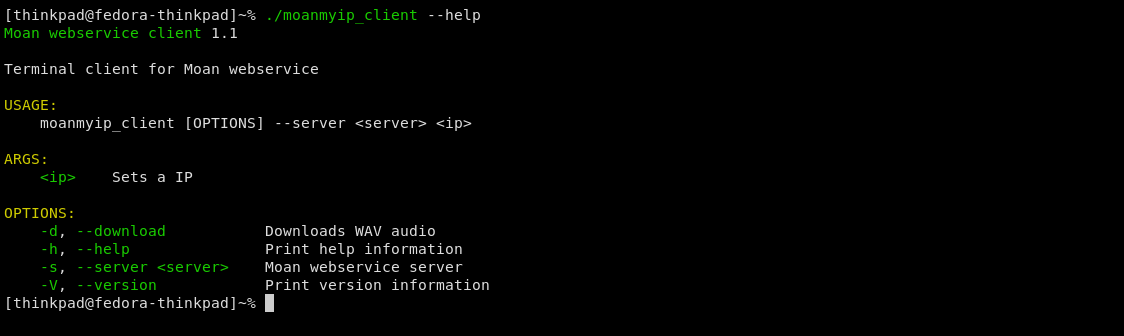 [thinkpad@fedora-thinkpad]~% ./moanmyip_client --help
Moan webservice client 1.1
Terminal client for Moan webservice
USAGE:
    moanmyip_client [OPTIONS] --server <server> <ip>
ARGS:
    <ip>    Sets a IP
OPTIONS:
    -d, --download           Downloads WAV audio
    -h, --help               Print help information
    -s, --server <server>    Moan webservice server
    -V, --version            Print version information
[thinkpad@fedora-thinkpad]~%